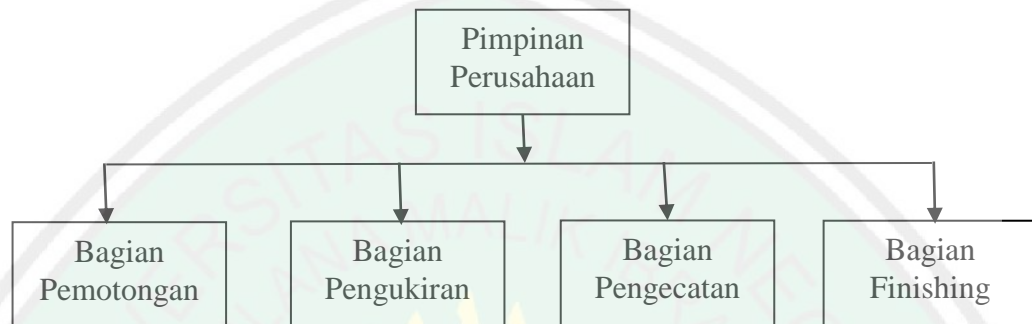 Pimpinan
Perusahaan
Bagian
Pemotongan
Bagian
Pengukiran
Bagian
Pengecatan
Bagian
Finishing